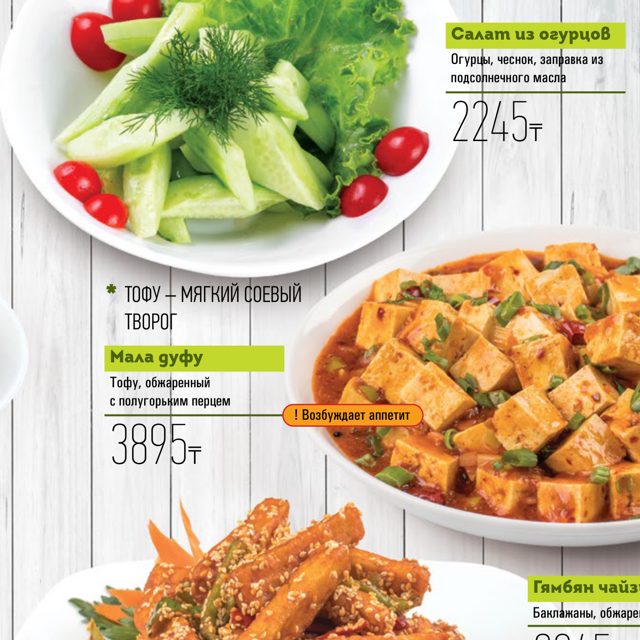 Салат из огурцов
Огурцы, чеснок, заправка из
подсолнечного масла
2245₸
* ТОФУ – МЯГКИЙ СОЕВЫЙ
ТВОРОГ
Мала дуфу
Тофу, обжаренный
с полугорьким перцем
! Возбуждает аппетит
3895₸
Гямбян чайз
Баклажаны, обжаре